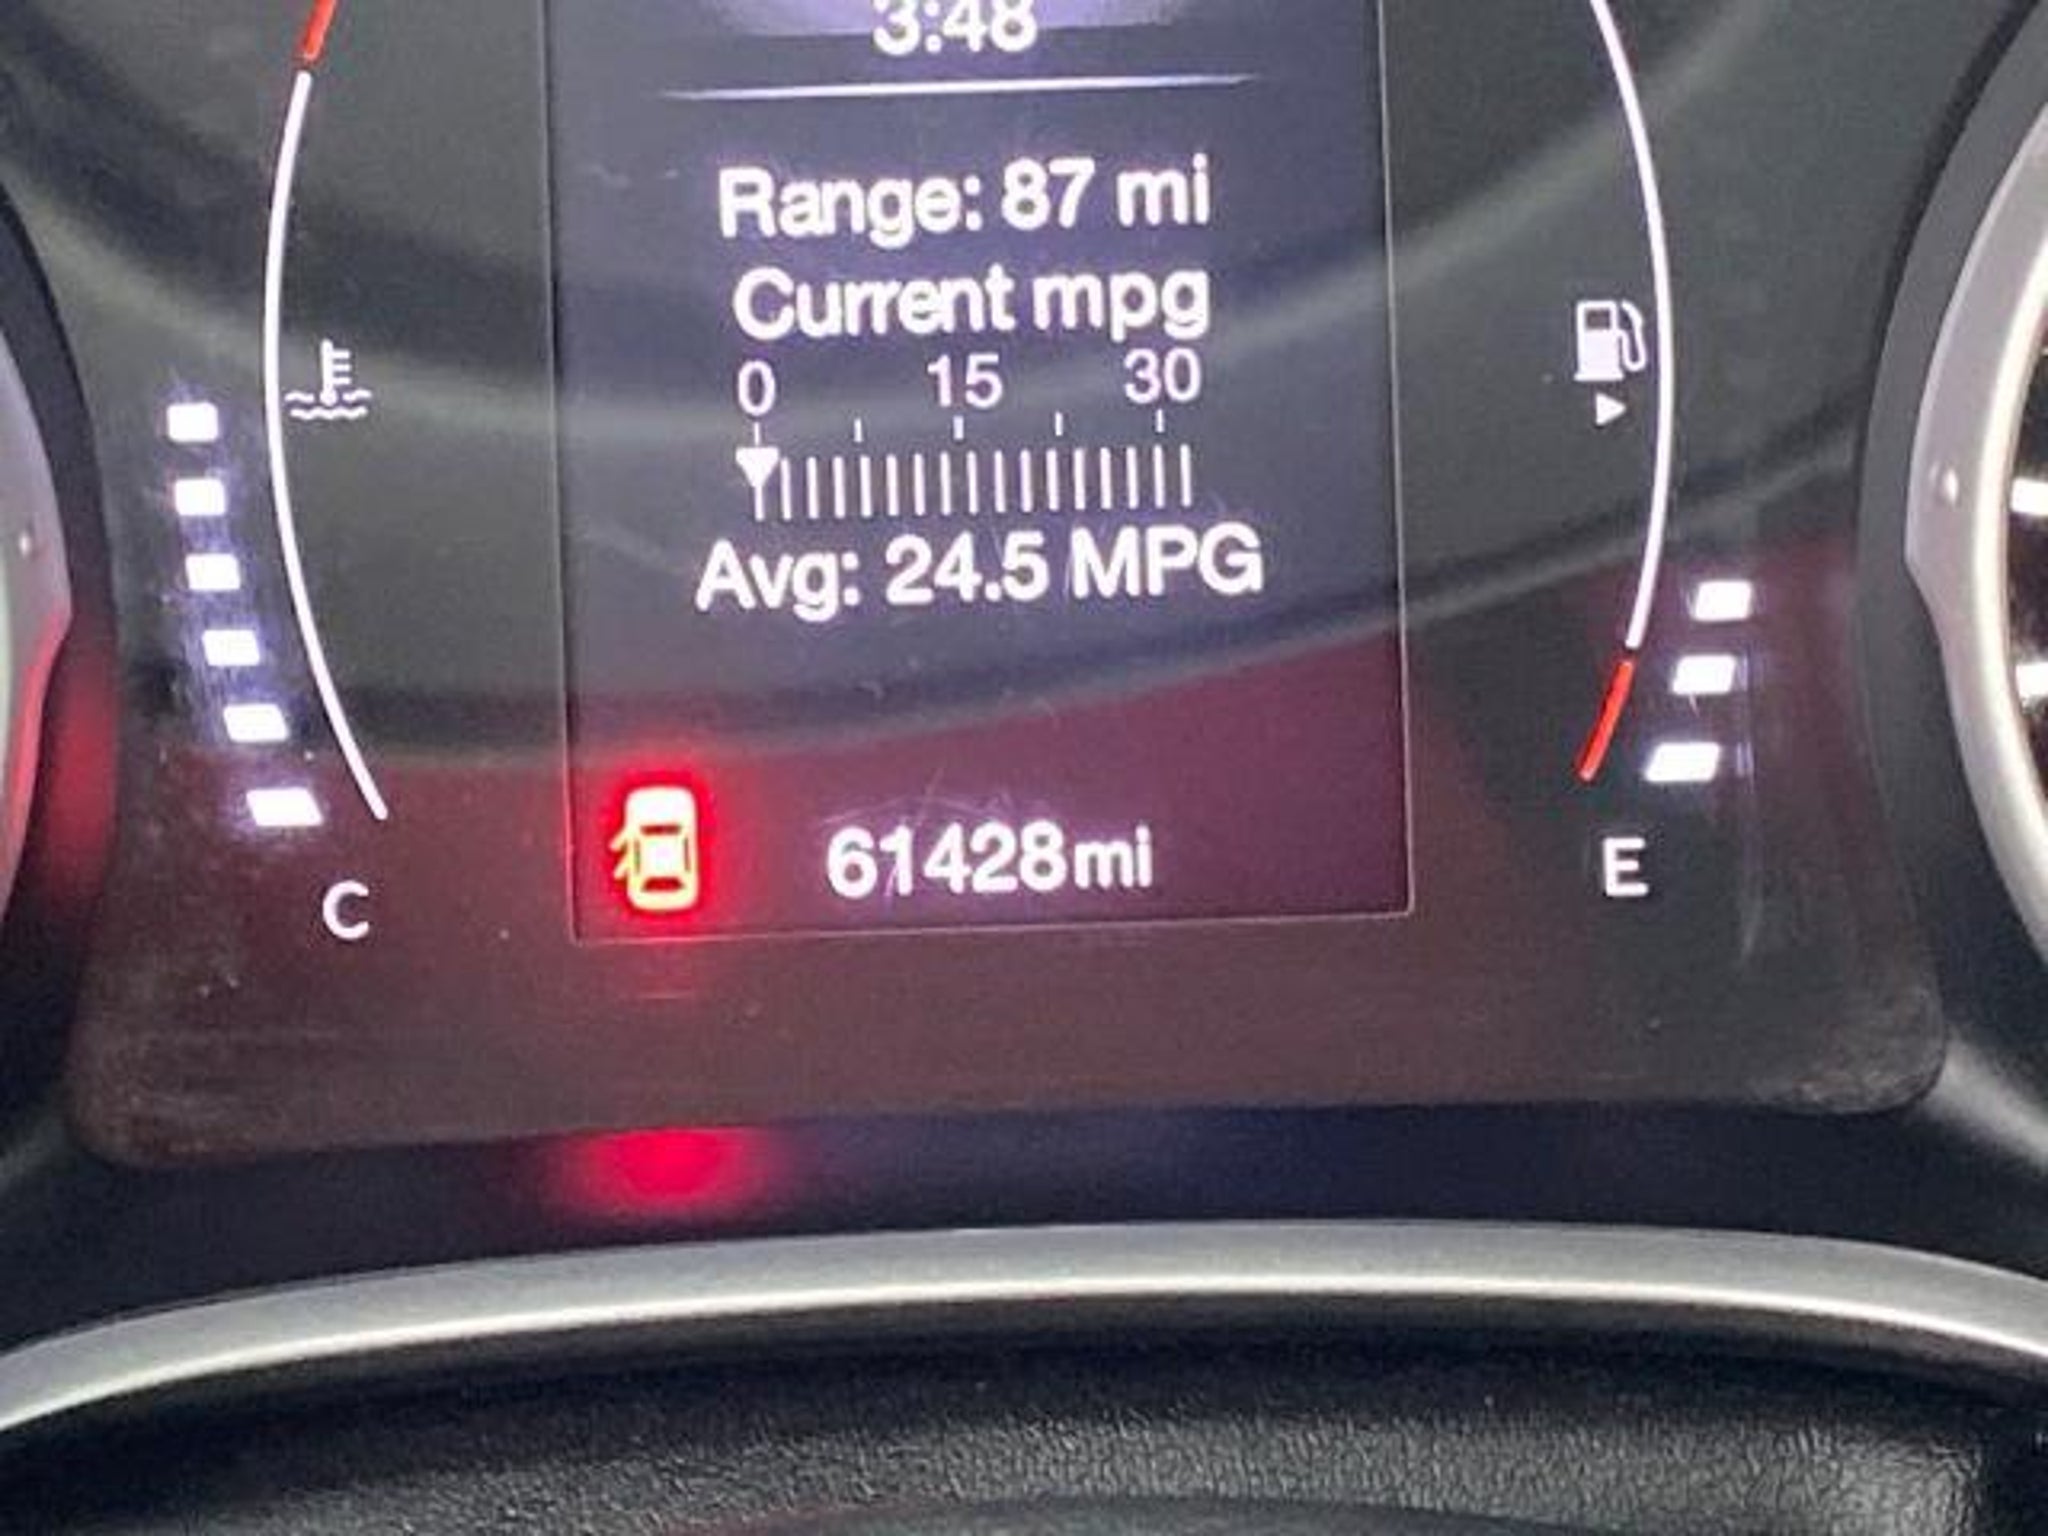 3:48
Range: 87 mi
Current mpg
0 15 30
Avg: 24.5 MPG
61428mi
C
E